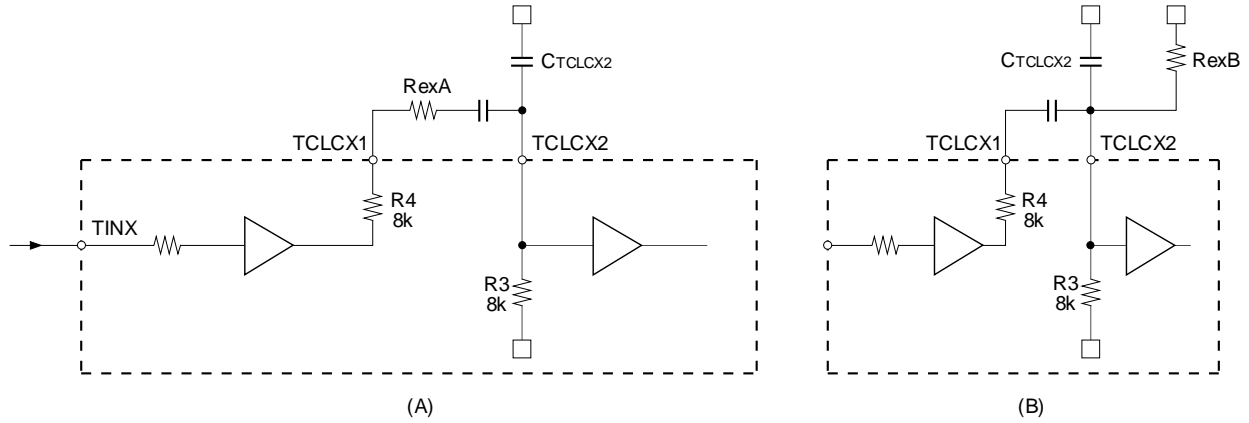 CTCLCX2
RexA
TCLCX1
TCLCX2
R4
8k
TINX
R3
8k
(A)
CTCLCX2
RexB
TCLCX1
TCLCX2
R4
8k
R3
8k
(B)